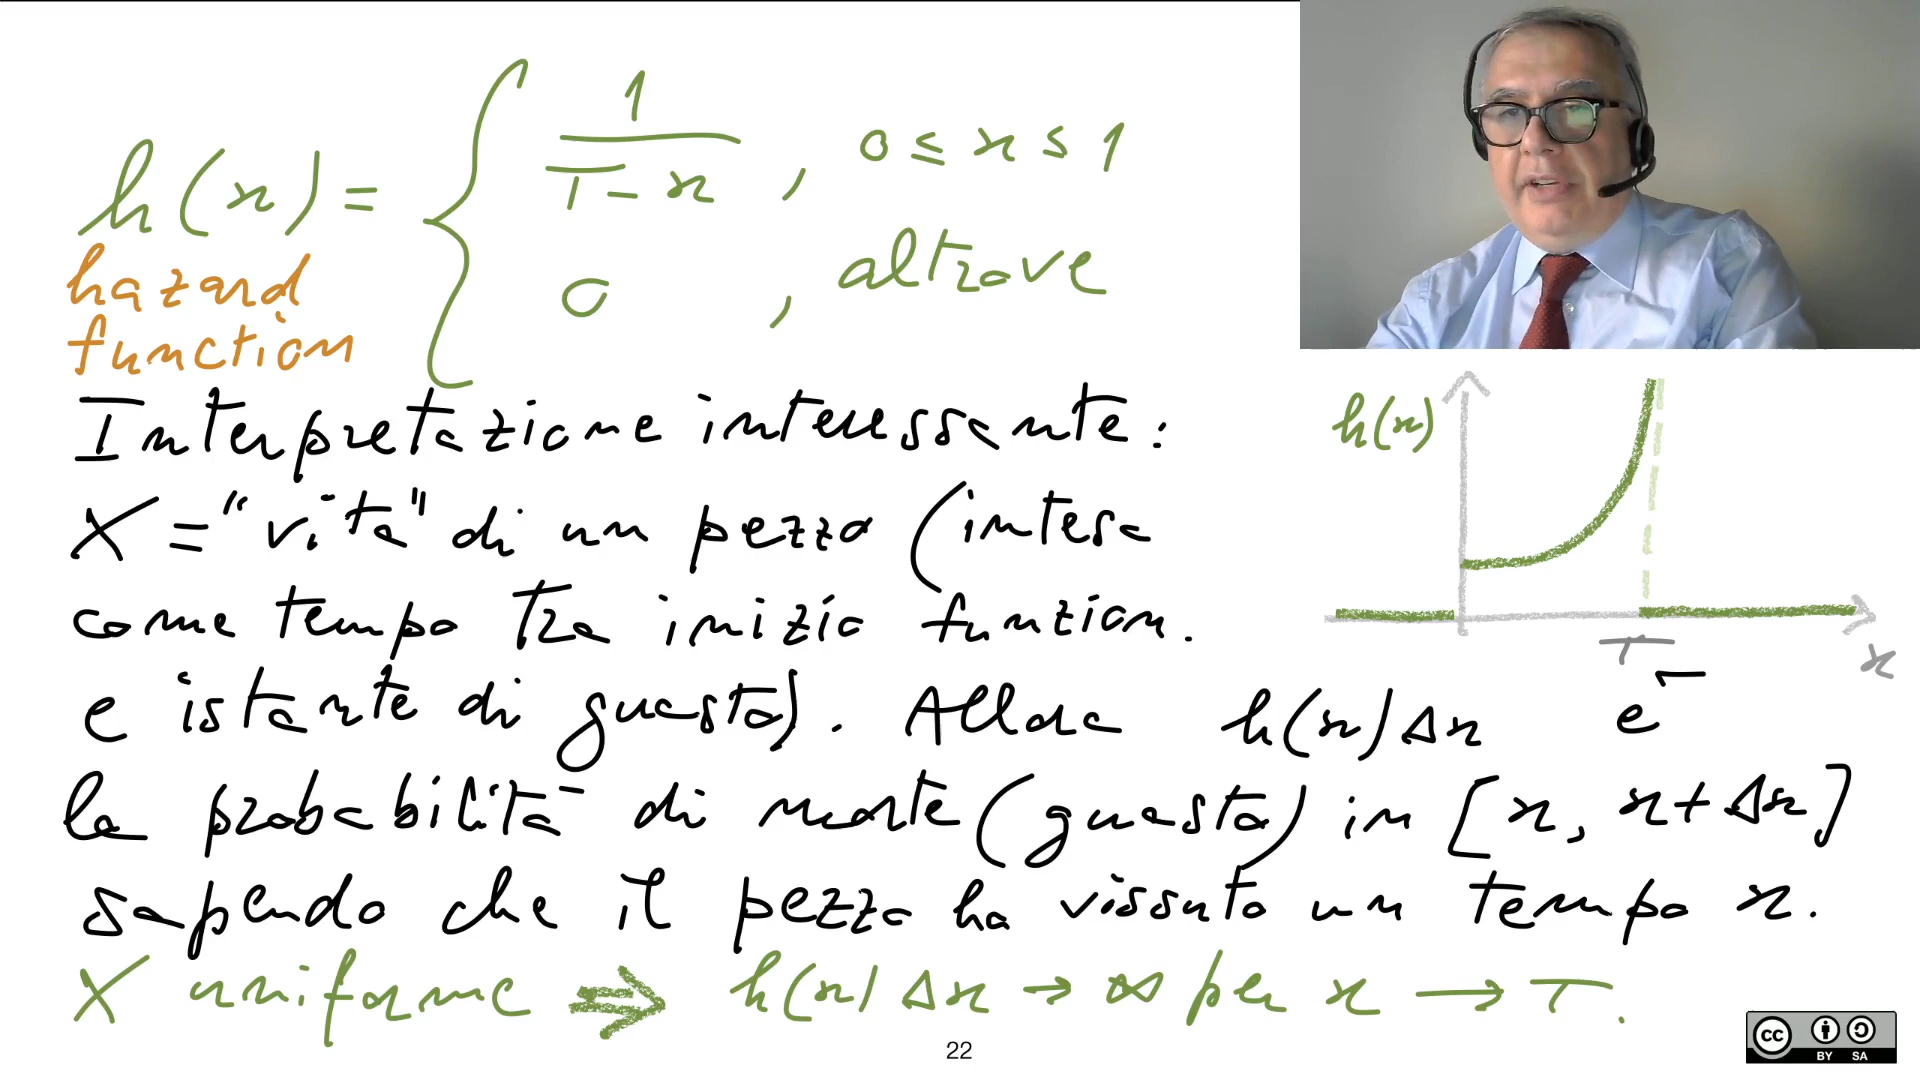 h(x) = { 1 / (T - x) , 0 ≤ x ≤ 1
0 , altrove
hazard
function
Interpretazione interessante:
X = "vita" di un pezzo (intesa
come tempo tra inizio funzion.
e istante di guasto). Allora h(x)Δx è
la probabilità di morte (guasto) in [x, x+Δx]
sapendo che il pezzo ha vissuto un tempo x.
X uniforme ⇒ h(x)Δx → ∞ per x → T.
h(x)
T
x
22
cc
BY SA